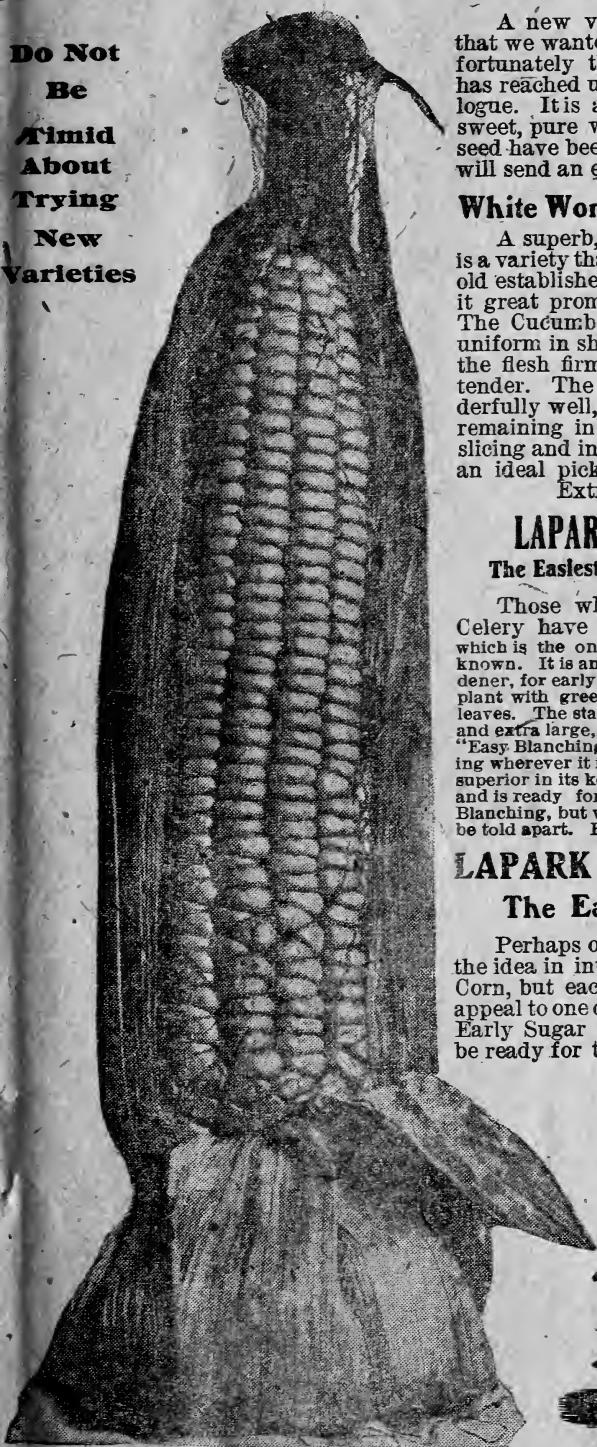 Do Not
Be
Timid
About
Trying
New
Varieties
A new v
that we wante
fortunately t
has reached u
logue. It is a
sweet, pure w
seed have bee
will send an e
White Wor
A superb,
is a variety tha
old establishe
it great prom
The Cucumb
uniform in sh
the flesh firm
tender. The
derfully well,
remaining in
slicing and in
an ideal pick
Extr
LAPAR
The Easiest
Those wh
Celery have
which is the on
known. It is an
dener, for early
plant with gree
leaves. The sta
and extra large,
"Easy Blanching
ing wherever it i
superior in its k
and is ready for
Blanching, but w
be told apart.
LAPARK
The Ea
Perhaps o
the idea in int
Corn, but eac
appeal to one o
Early Sugar
be ready for t